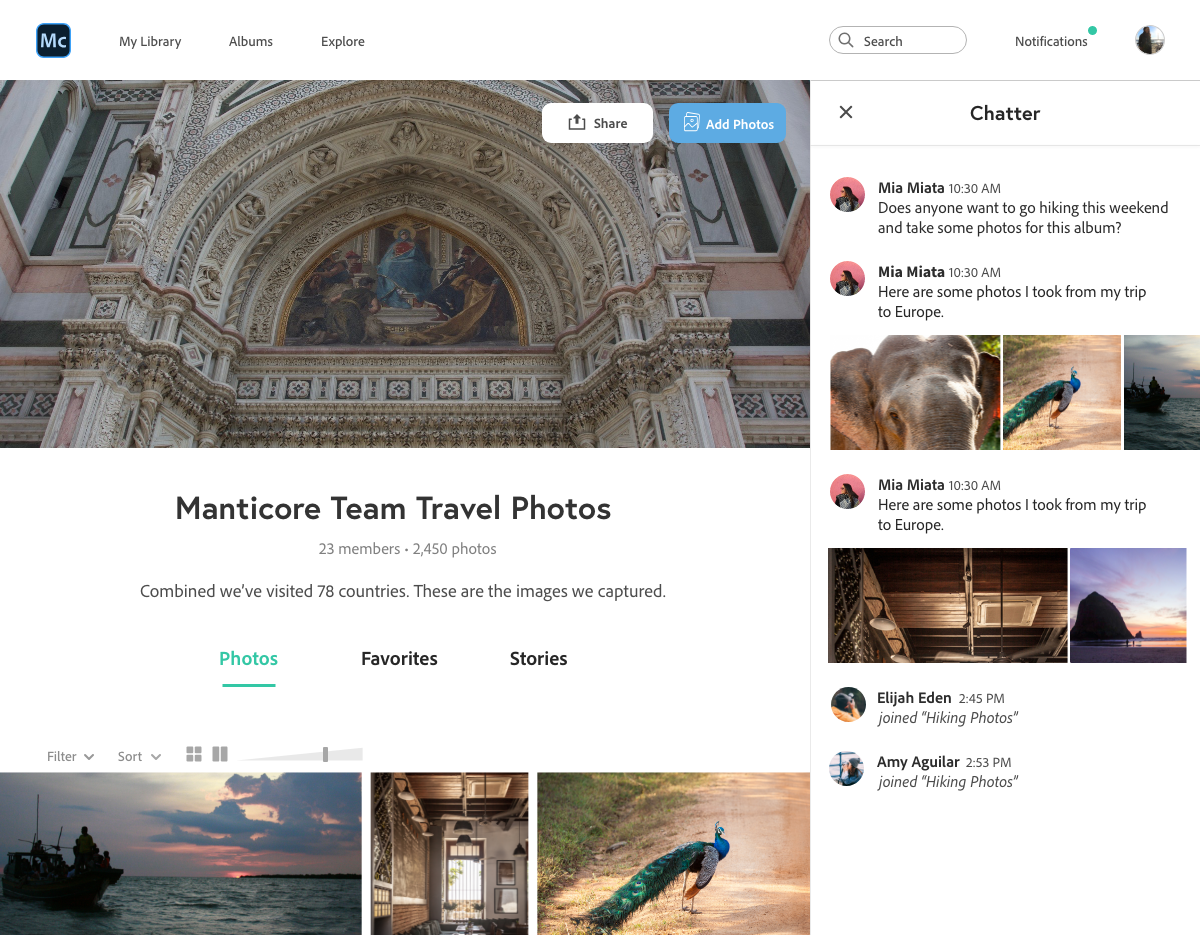 Mc
My Library
Albums
Explore
Search
Notifications
Share
Add Photos
Manticore Team Travel Photos
23 members • 2,450 photos
Combined we’ve visited 78 countries. These are the images we captured.
Photos
Favorites
Stories
Filter
Sort
Chatter
Mia Miata 10:30 AM
Does anyone want to go hiking this weekend
and take some photos for this album?
Mia Miata 10:30 AM
Here are some photos I took from my trip
to Europe.
Mia Miata 10:30 AM
Here are some photos I took from my trip
to Europe.
Elijah Eden 2:45 PM
joined “Hiking Photos”
Amy Aguilar 2:53 PM
joined “Hiking Photos”